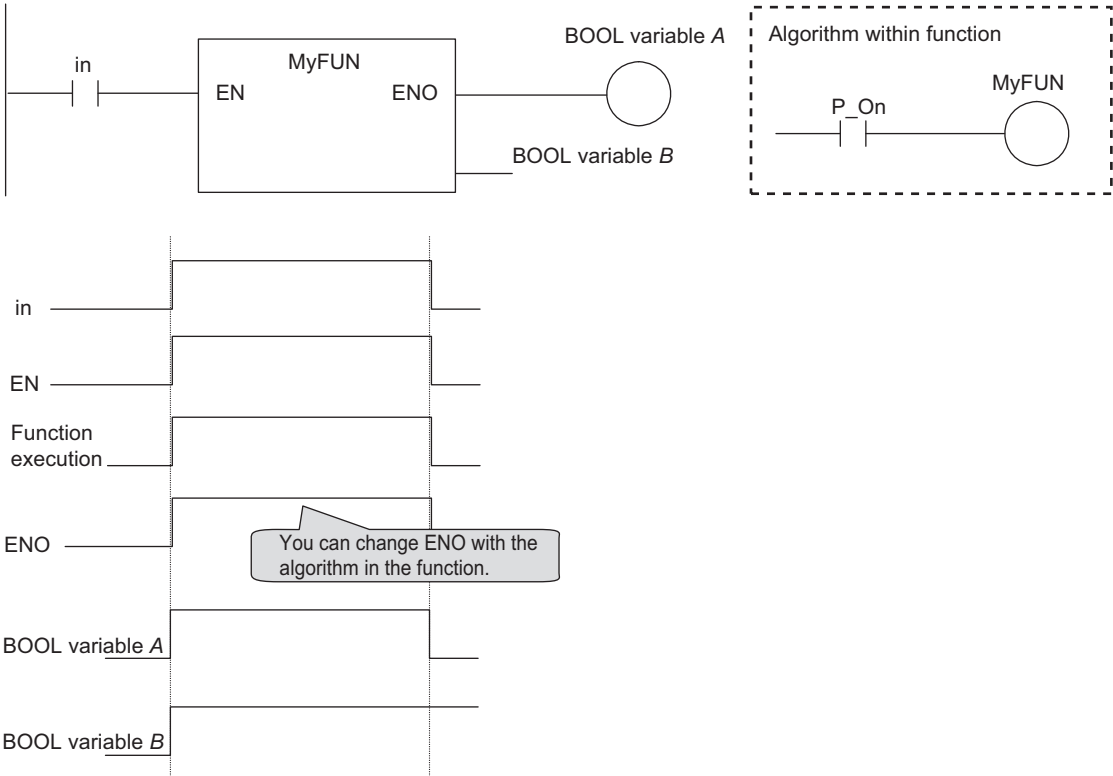 in
MyFUN
EN
ENO
BOOL variable A
BOOL variable B
Algorithm within function
P_On
MyFUN
in
EN
Function
execution
ENO
You can change ENO with the
algorithm in the function.
BOOL variable A
BOOL variable B